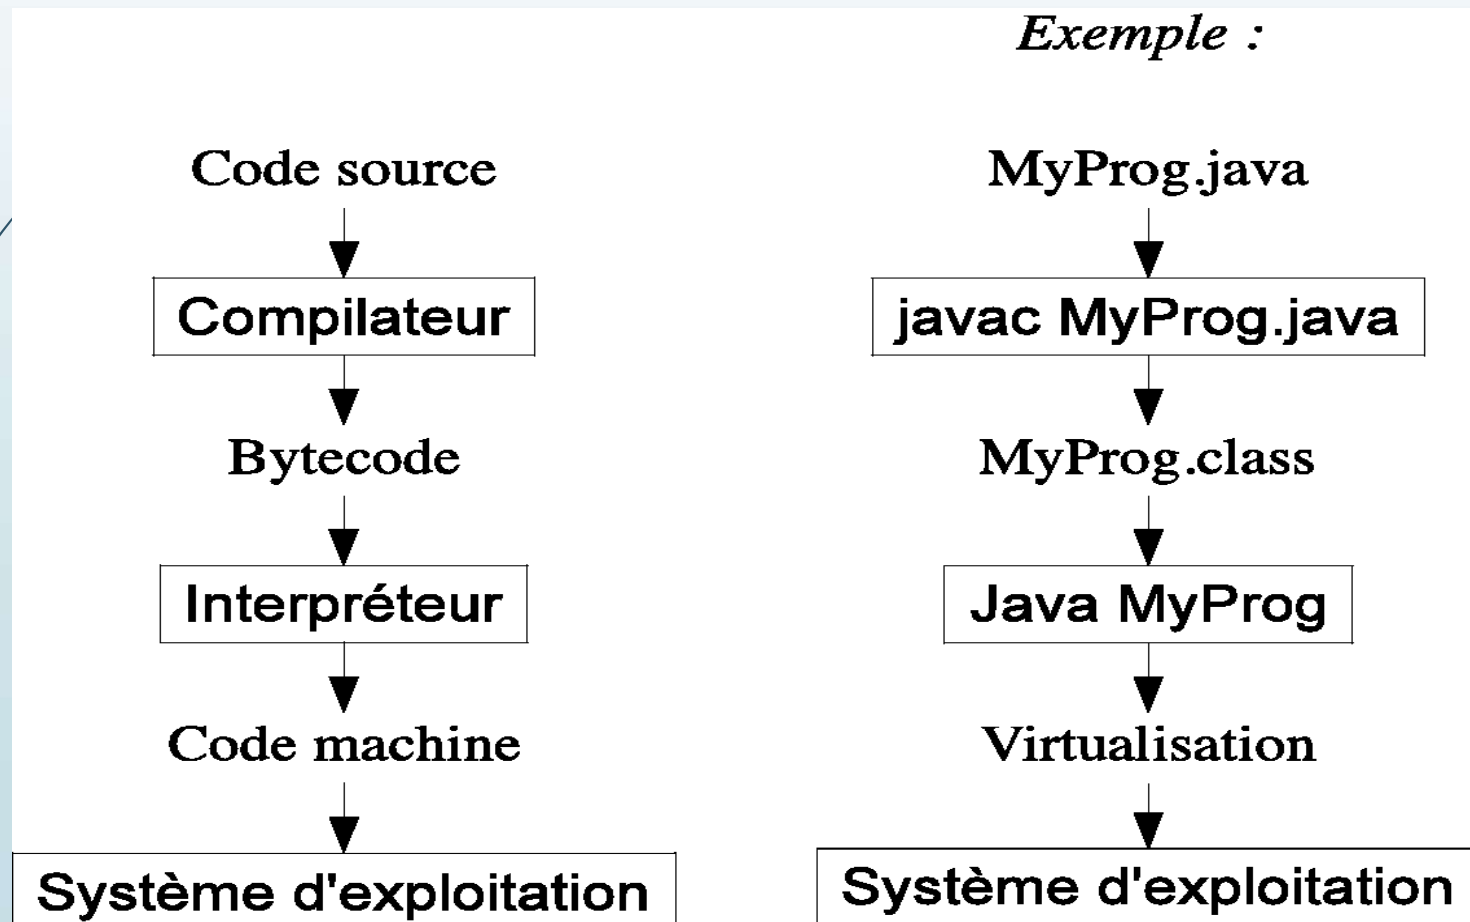 Exemple :
Code source
MyProg.java
Compilateur
javac MyProg.java
Bytecode
MyProg.class
Interpréteur
Java MyProg
Code machine
Virtualisation
Système d'exploitation
Système d'exploitation